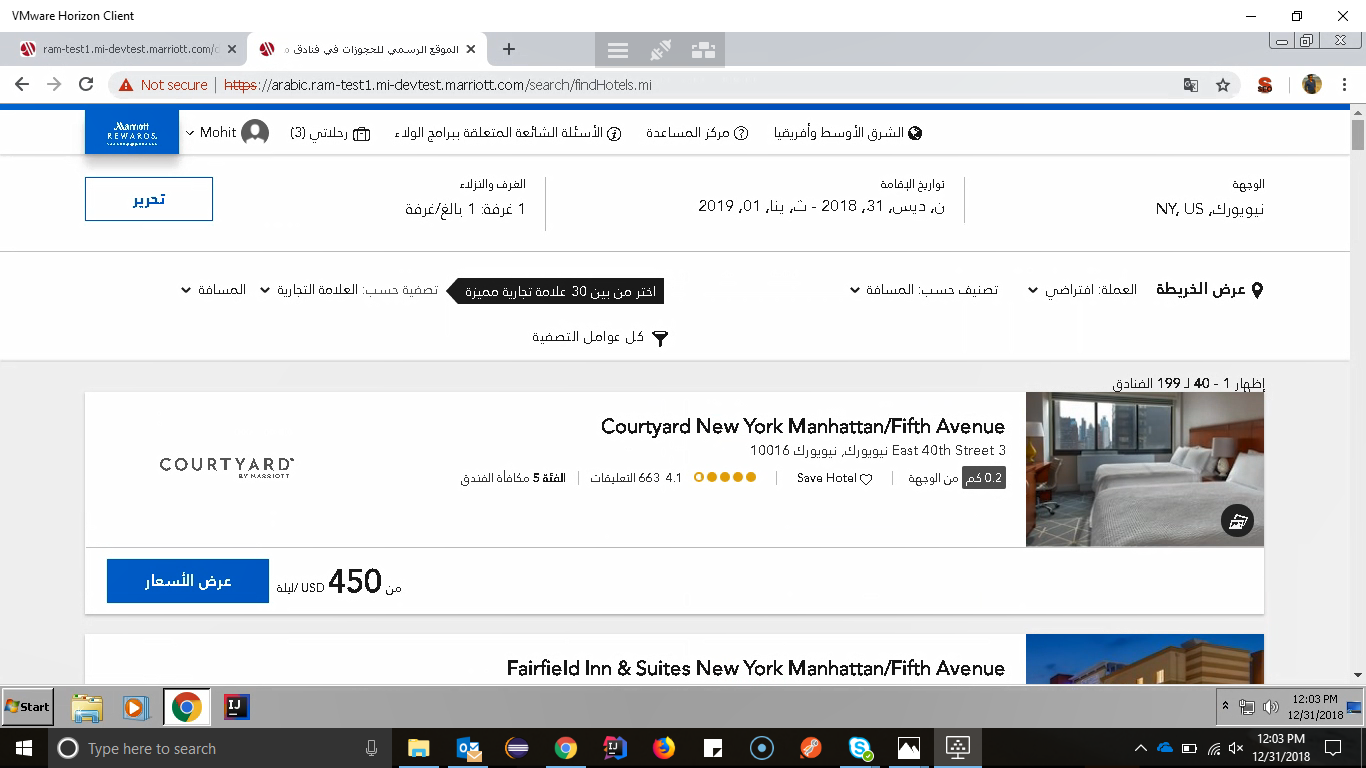 VMware Horizon Client
ram-test1.mi-devtest.marriott.com/c
الموقع الرسمي للحجوزات في فنادق م
Not secure
https://arabic.ram-test1.mi-devtest.marriott.com/search/findHotels.mi
الشرق الأوسط وأفريقيا
مركز المساعدة
الأسئلة الشائعة المتعلقة ببرامج الولاء
رحلاتي (3)
Mohit
Marriott
REWARDS.
الوجهة
نيويورك, NY, US
تواريخ الإقامة
ن, ديس, 31, 2018 - ث, ينا, 01, 2019
الغرف والنزلاء
1 غرفة: 1 بالغ/غرفة
تحرير
عرض الخريطة
العملة: افتراضي
تصنيف حسب: المسافة
اختر من بين 30 علامة تجارية مميزة
تصفية حسب: العلامة التجارية
المسافة
كل عوامل التصفية
إظهار 1 - 40 لـ 199 الفنادق
Courtyard New York Manhattan/Fifth Avenue
3 East 40th Street نيويورك, نيويورك 10016
0.2 كم من الوجهة
Save Hotel
4.1
663 التعليقات
الفئة 5 مكافأة الفندق
COURTYARD
BY MARRIOTT
من 450 USD /ليلة
عرض الأسعار
Fairfield Inn & Suites New York Manhattan/Fifth Avenue
Start
IJ
12:03 PM
12/31/2018
Type here to search
12:03 PM
12/31/2018